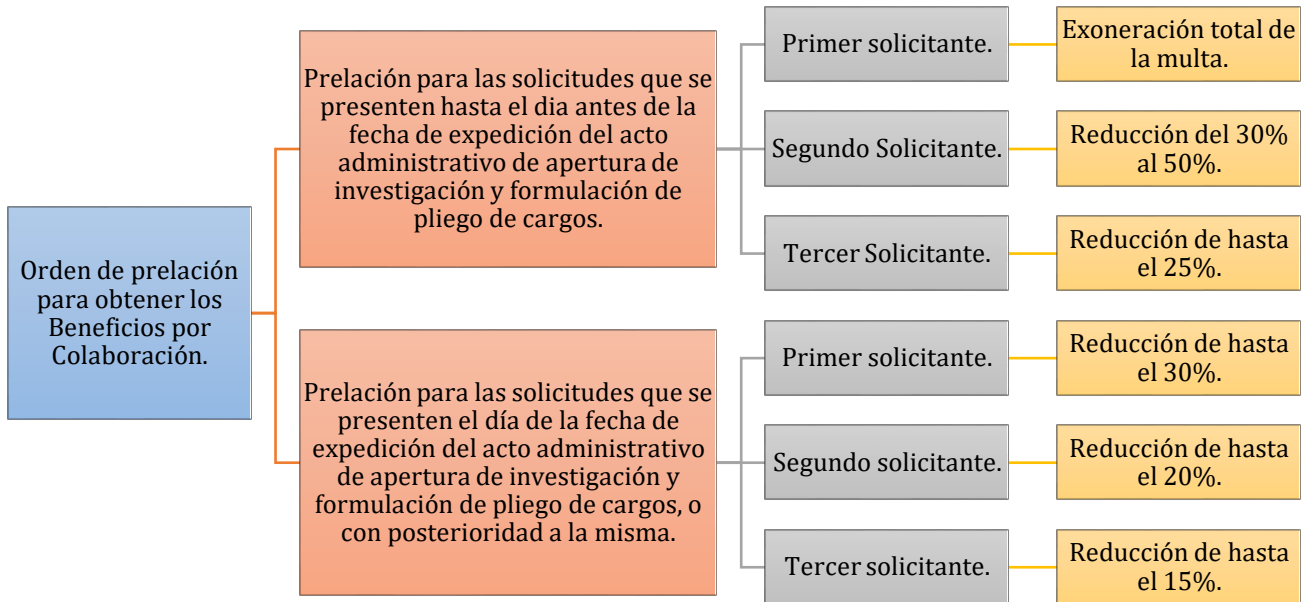 Orden de prelación
para obtener los
Beneficios por
Colaboración.
Prelación para las solicitudes que se
presenten hasta el dia antes de la
fecha de expedición del acto
administrativo de apertura de
investigación y formulación de
pliego de cargos.
Primer solicitante.
Exoneración total de
la multa.
Segundo Solicitante.
Reducción del 30%
al 50%.
Tercer Solicitante.
Reducción de hasta
el 25%.
Prelación para las solicitudes que se
presenten el día de la fecha de
expedición del acto administrativo
de apertura de investigación y
formulación de pliego de cargos, o
con posterioridad a la misma.
Primer solicitante.
Reducción de hasta
el 30%.
Segundo solicitante.
Reducción de hasta
el 20%.
Tercer solicitante.
Reducción de hasta
el 15%.